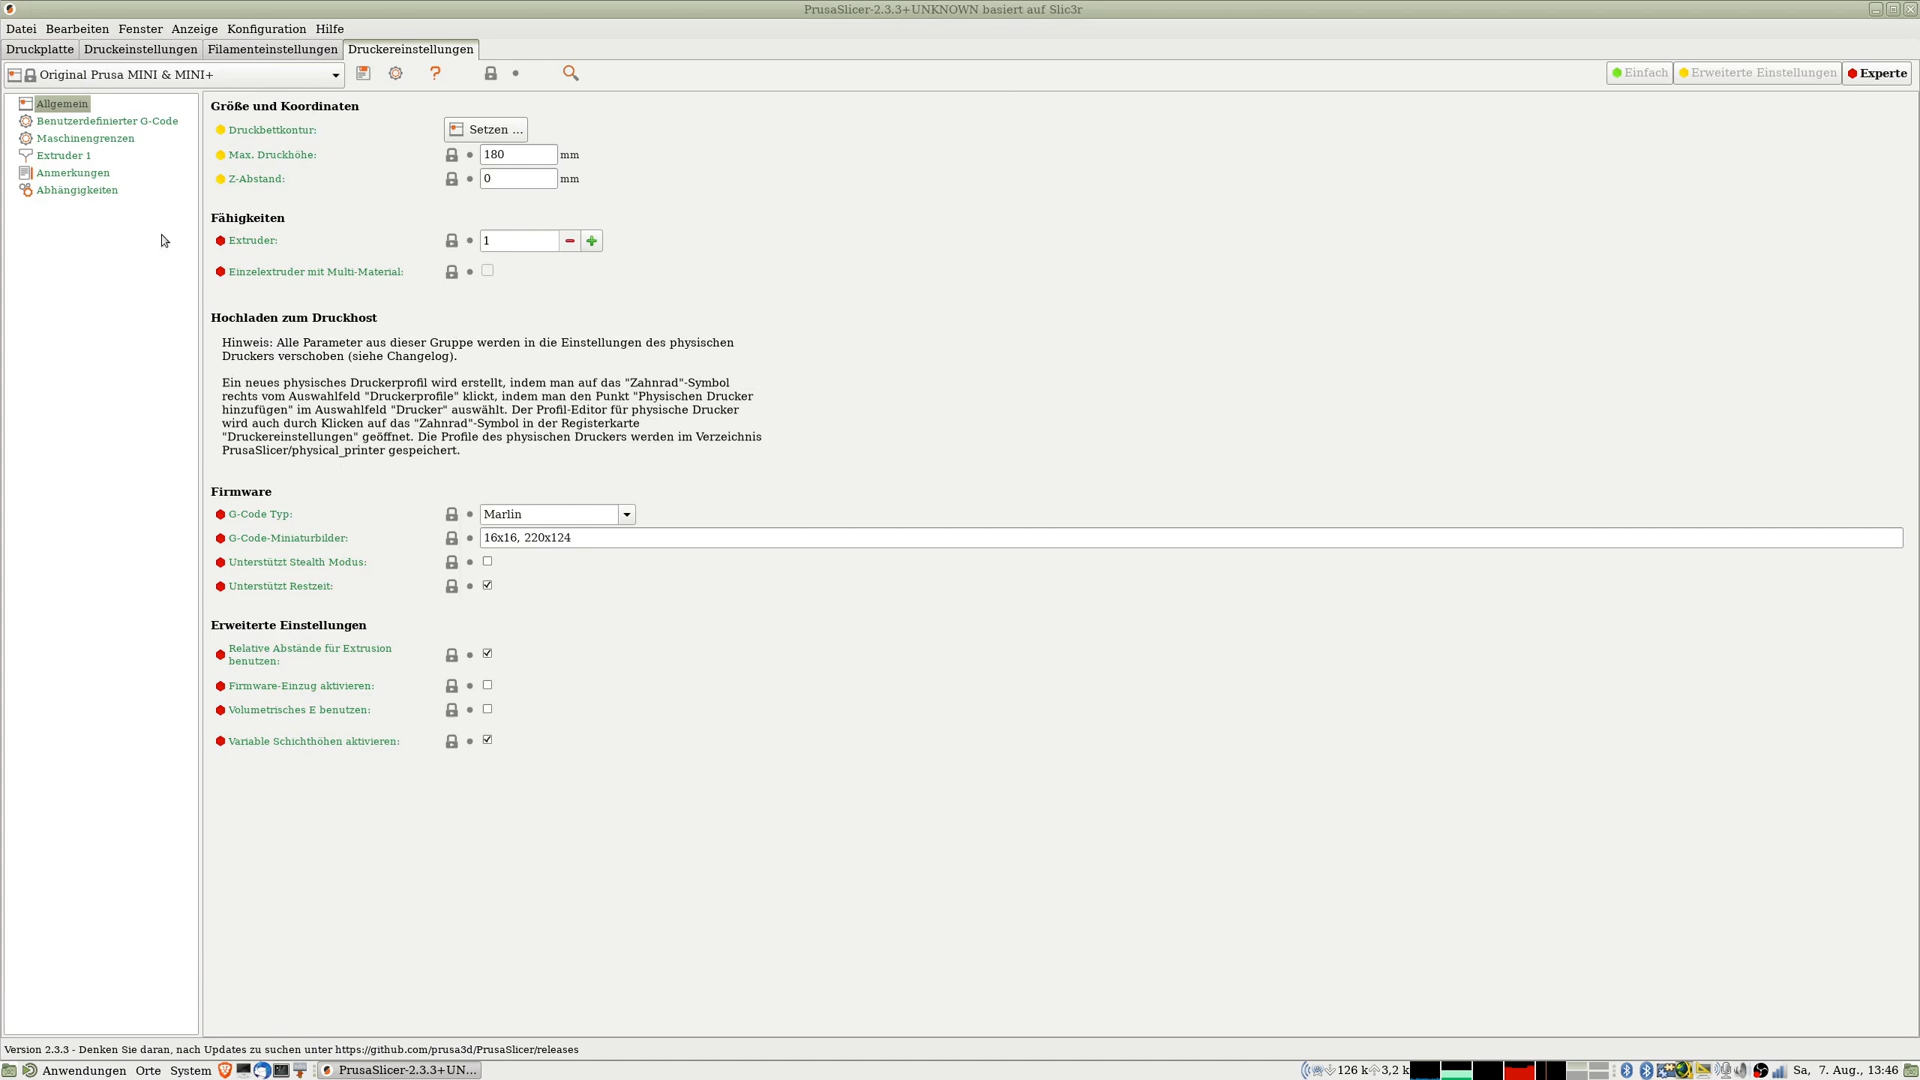 PrusaSlicer-2.3.3+UNKNOWN basiert auf Slic3r
Datei Bearbeiten Fenster Anzeige Konfiguration Hilfe
Druckplatte Druckeinstellungen Filamenteinstellungen Druckereinstellungen
Original Prusa MINI & MINI+ ? Einfach Erweiterte Einstellungen Experte
Allgemein
Benutzerdefinierter G-Code
Maschinengrenzen
Extruder 1
Anmerkungen
Abhängigkeiten
Größe und Koordinaten
Druckbettkontur: Setzen ...
Max. Druckhöhe: 180 mm
Z-Abstand: 0 mm
Fähigkeiten
Extruder: 1
Einzelextruder mit Multi-Material:
Hochladen zum Druckhost
Hinweis: Alle Parameter aus dieser Gruppe werden in die Einstellungen des physischen
Druckers verschoben (siehe Changelog).
Ein neues physisches Druckerprofil wird erstellt, indem man auf das "Zahnrad"-Symbol
rechts vom Auswahlfeld "Druckerprofile" klickt, indem man den Punkt "Physischen Drucker
hinzufügen" im Auswahlfeld "Drucker" auswählt. Der Profil-Editor für physische Drucker
wird auch durch Klicken auf das "Zahnrad"-Symbol in der Registerkarte
"Druckereinstellungen" geöffnet. Die Profile des physischen Druckers werden im Verzeichnis
PrusaSlicer/physical_printer gespeichert.
Firmware
G-Code Typ: Marlin
G-Code-Miniaturbilder: 16x16, 220x124
Unterstützt Stealth Modus:
Unterstützt Restzeit:
Erweiterte Einstellungen
Relative Abstände für Extrusion
benutzen:
Firmware-Einzug aktivieren:
Volumetrisches E benutzen:
Variable Schichthöhen aktivieren:
Version 2.3.3 - Denken Sie daran, nach Updates zu suchen unter https://github.com/prusa3d/PrusaSlicer/releases
Anwendungen Orte System PrusaSlicer-2.3.3+UN... 126 k 3,2 k Sa, 7. Aug., 13:46